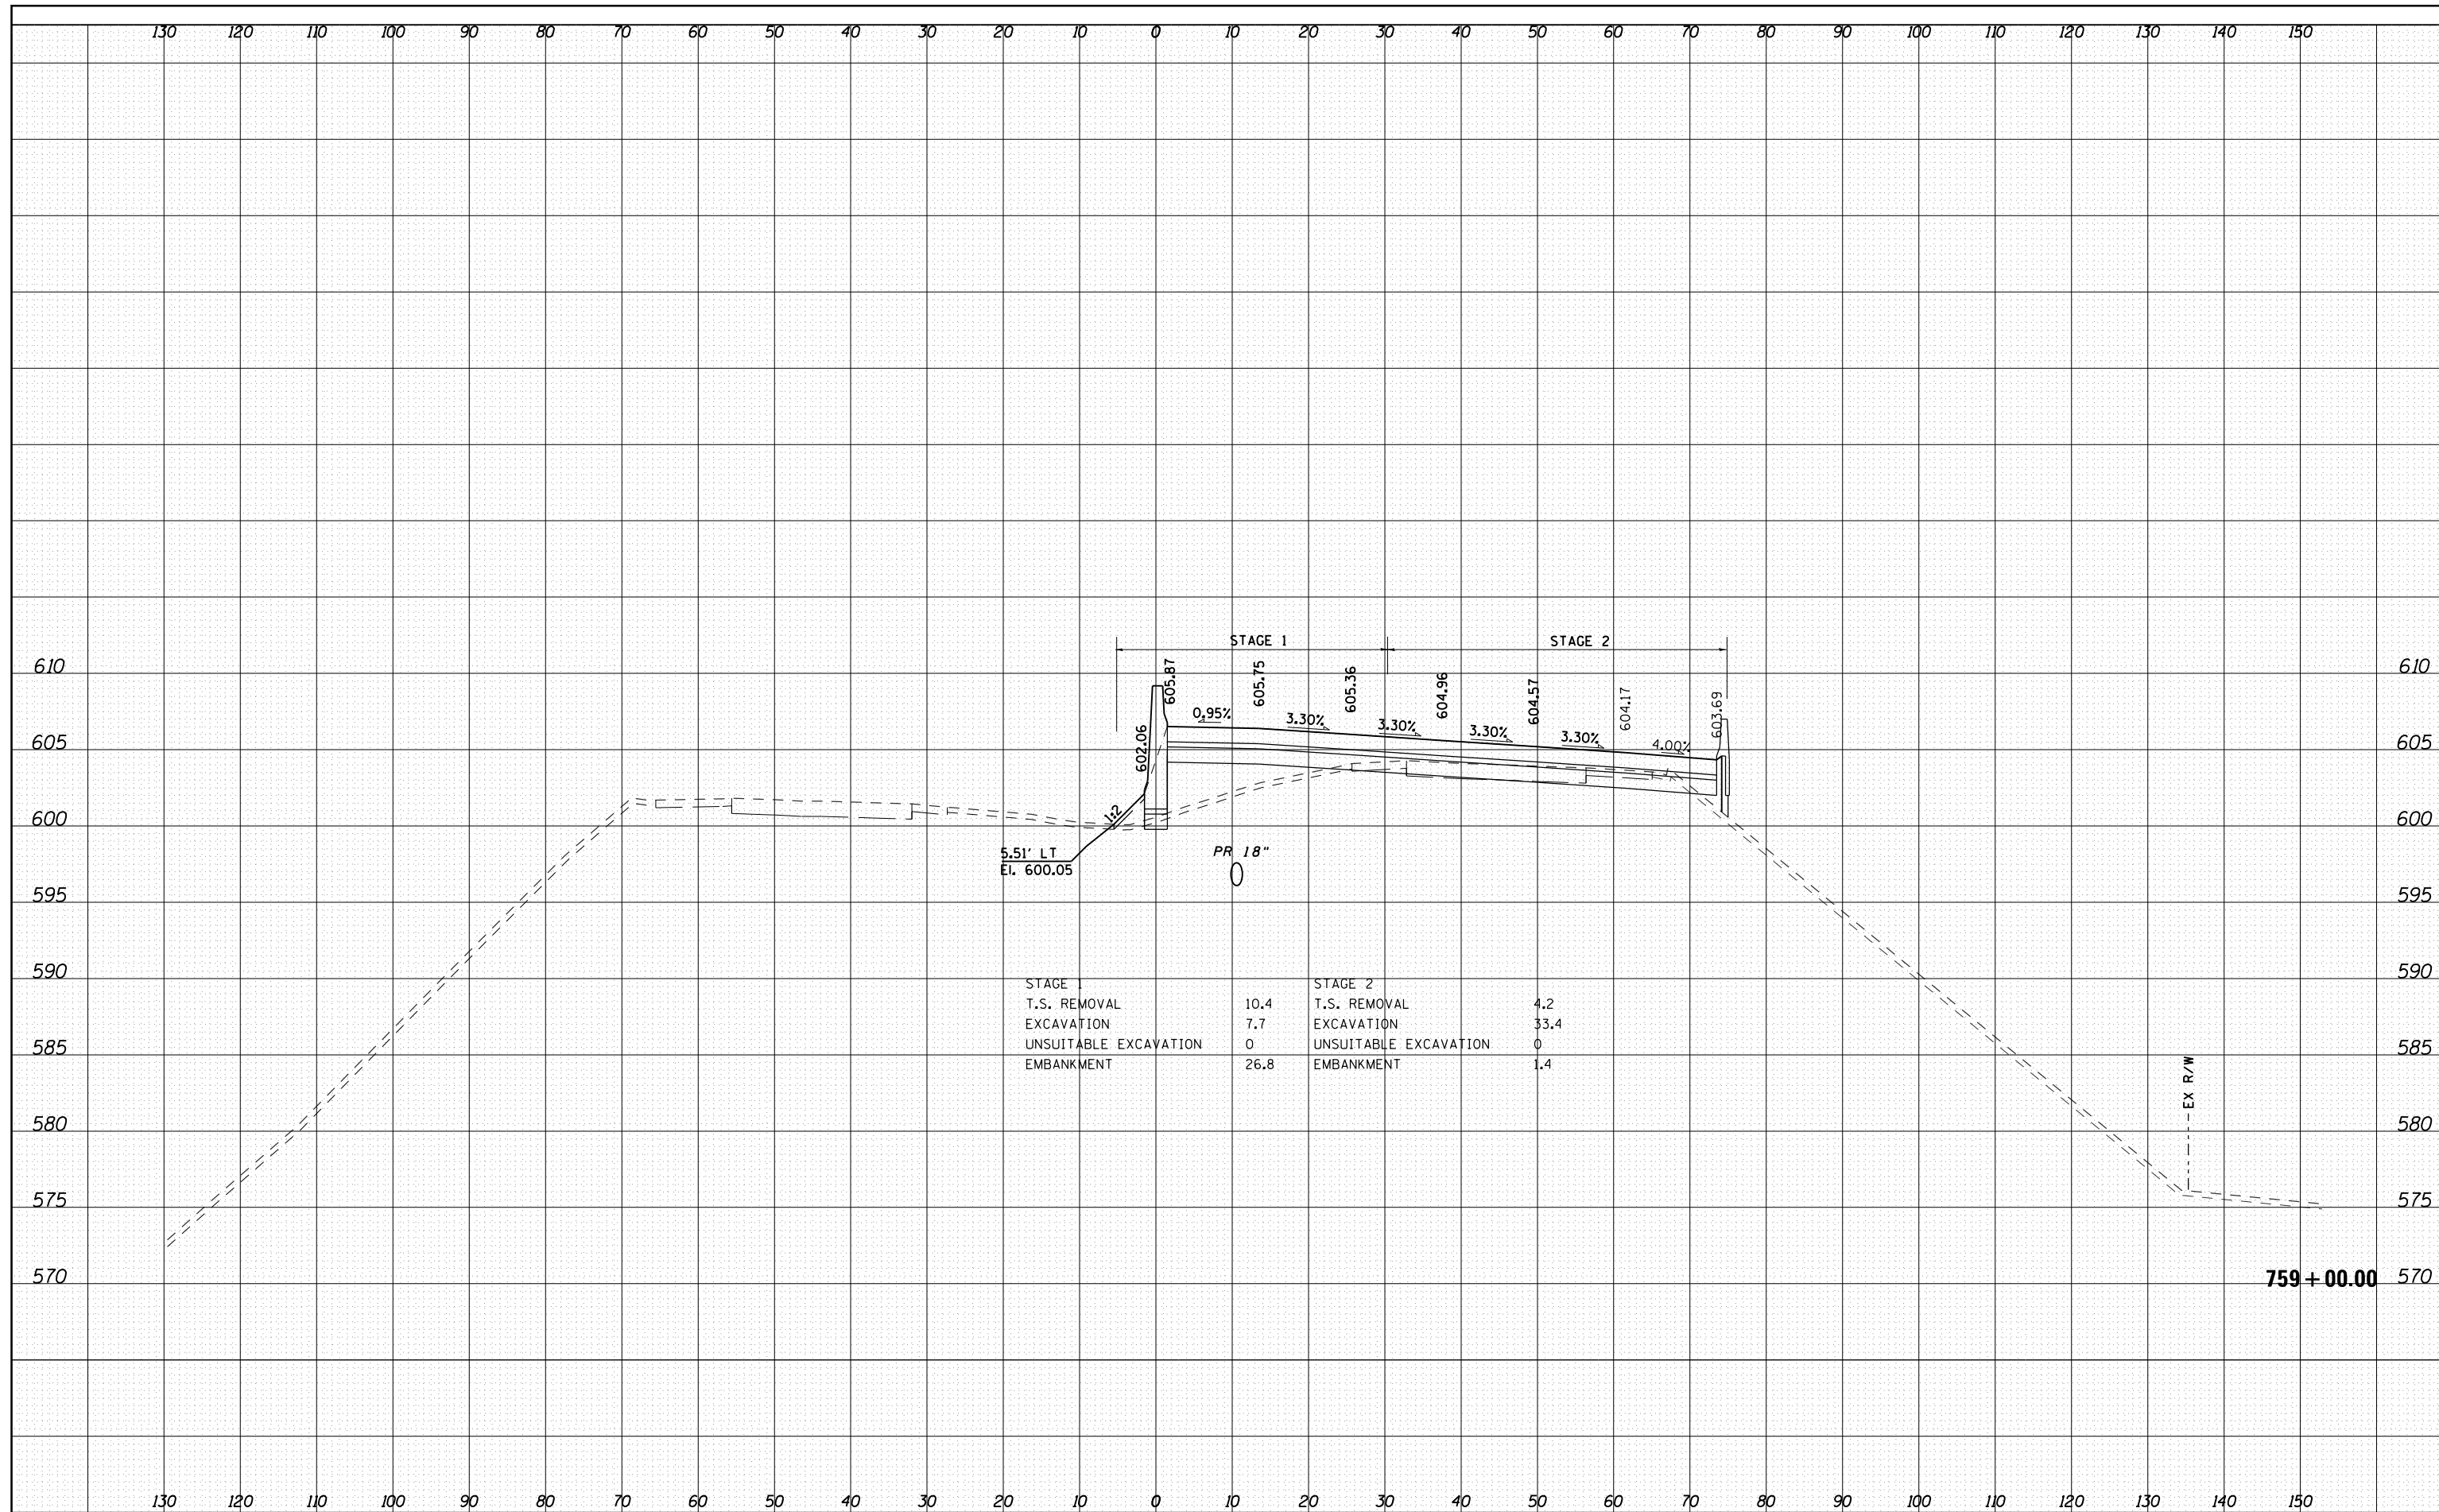 130 120 110 100 90 80 70 60 50 40 30 20 10 0 10 20 30 40 50 60 70 80 90 100 110 120 130 140 150
STAGE 1 STAGE 2
610 610
605.87 605.75 605.36 604.96 604.57 604.17 603.69
602.06
0.95% 3.30% 3.30% 3.30% 3.30% 4.00%
605 605
1:2
600 600
5.51' LT
El. 600.05
PR 18"
595 595
590 590
STAGE 1 STAGE 2
T.S. REMOVAL 10.4 T.S. REMOVAL 4.2
EXCAVATION 7.7 EXCAVATION 33.4
UNSUITABLE EXCAVATION 0 UNSUITABLE EXCAVATION 0
EMBANKMENT 26.8 EMBANKMENT 1.4
585 585
EX R/W
580 580
575 575
570 759+00.00 570
130 120 110 100 90 80 70 60 50 40 30 20 10 0 10 20 30 40 50 60 70 80 90 100 110 120 130 140 150